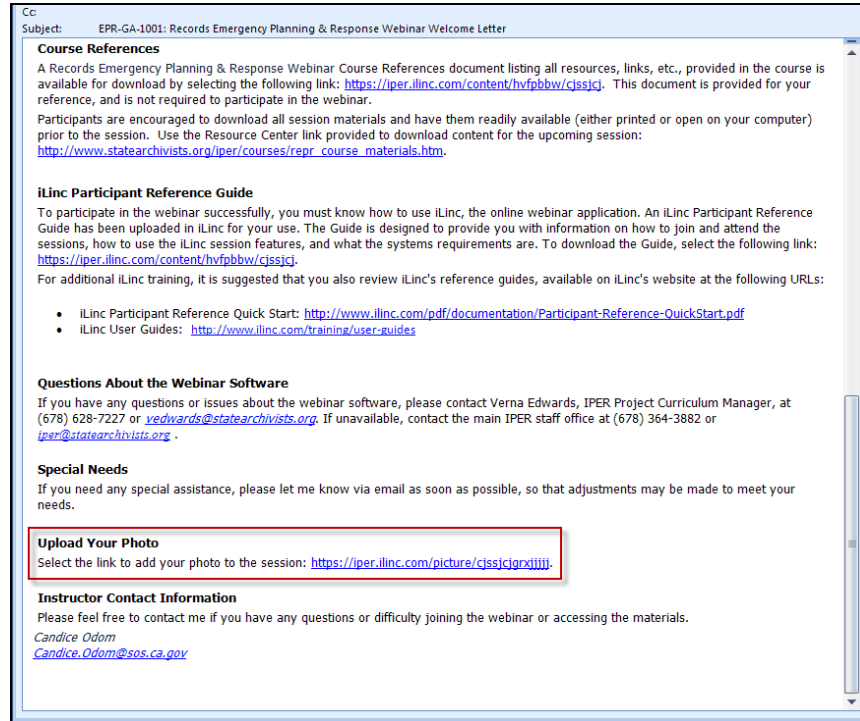 Cc:
Subject: EPR-GA-1001: Records Emergency Planning & Response Webinar Welcome Letter
Course References
A Records Emergency Planning & Response Webinar Course References document listing all resources, links, etc., provided in the course is
available for download by selecting the following link: https://iper.ilinc.com/content/hvfpbbw/cjssjcj. This document is provided for your
reference, and is not required to participate in the webinar.
Participants are encouraged to download all session materials and have them readily available (either printed or open on your computer)
prior to the session. Use the Resource Center link provided to download content for the upcoming session:
http://www.statearchivists.org/iper/courses/repr_course_materials.htm.
iLinc Participant Reference Guide
To participate in the webinar successfully, you must know how to use iLinc, the online webinar application. An iLinc Participant Reference
Guide has been uploaded in iLinc for your use. The Guide is designed to provide you with information on how to join and attend the
sessions, how to use the iLinc session features, and what the systems requirements are. To download the Guide, select the following link:
https://iper.ilinc.com/content/hvfpbbw/cjssjcj.
For additional iLinc training, it is suggested that you also review iLinc's reference guides, available on iLinc's website at the following URLs:
• iLinc Participant Reference Quick Start: http://www.ilinc.com/pdf/documentation/Participant-Reference-QuickStart.pdf
• iLinc User Guides: http://www.ilinc.com/training/user-guides
Questions About the Webinar Software
If you have any questions or issues about the webinar software, please contact Verna Edwards, IPER Project Curriculum Manager, at
(678) 628-7227 or vedwards@statearchivists.org. If unavailable, contact the main IPER staff office at (678) 364-3882 or
iper@statearchivists.org .
Special Needs
If you need any special assistance, please let me know via email as soon as possible, so that adjustments may be made to meet your
needs.
Upload Your Photo
Select the link to add your photo to the session: https://iper.ilinc.com/picture/cjssjcjgrxjjjjj.
Instructor Contact Information
Please feel free to contact me if you have any questions or difficulty joining the webinar or accessing the materials.
Candice Odom
Candice.Odom@sos.ca.gov